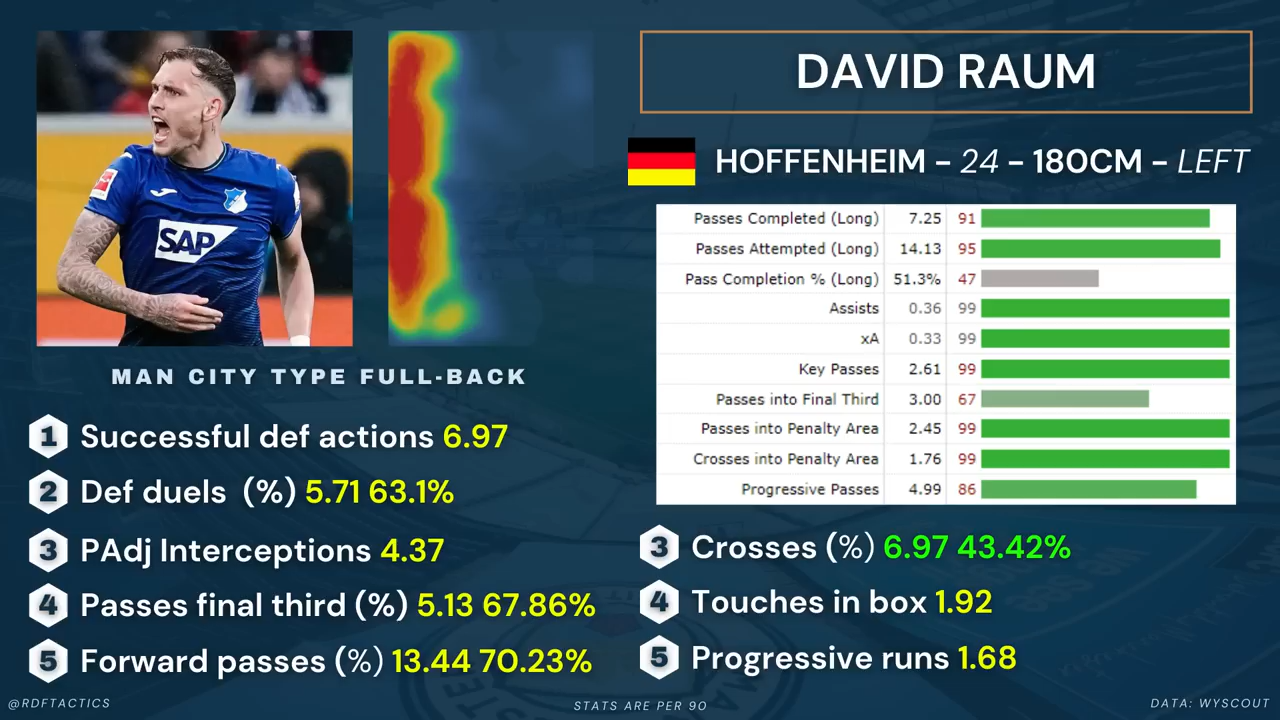 DAVID RAUM
HOFFENHEIM – 24 – 180CM – LEFT
SAP
MAN CITY TYPE FULL-BACK
1 Successful def actions 6.97
2 Def duels (%) 5.71 63.1%
3 PAdj Interceptions 4.37
4 Passes final third (%) 5.13 67.86%
5 Forward passes (%) 13.44 70.23%
Passes Completed (Long) 7.25 91
Passes Attempted (Long) 14.13 95
Pass Completion % (Long) 51.3% 47
Assists 0.36 99
xA 0.33 99
Key Passes 2.61 99
Passes into Final Third 3.00 67
Passes into Penalty Area 2.45 99
Crosses into Penalty Area 1.76 99
Progressive Passes 4.99 86
3 Crosses (%) 6.97 43.42%
4 Touches in box 1.92
5 Progressive runs 1.68
@RDFTACTICS
STATS ARE PER 90
DATA: WYSCOUT